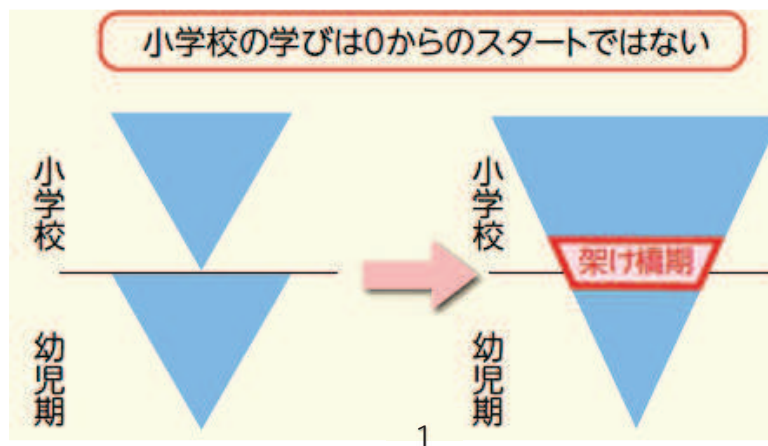 小学校の学びは0からのスタートではない
小学校
幼児期
小学校
架け橋期
幼児期
1